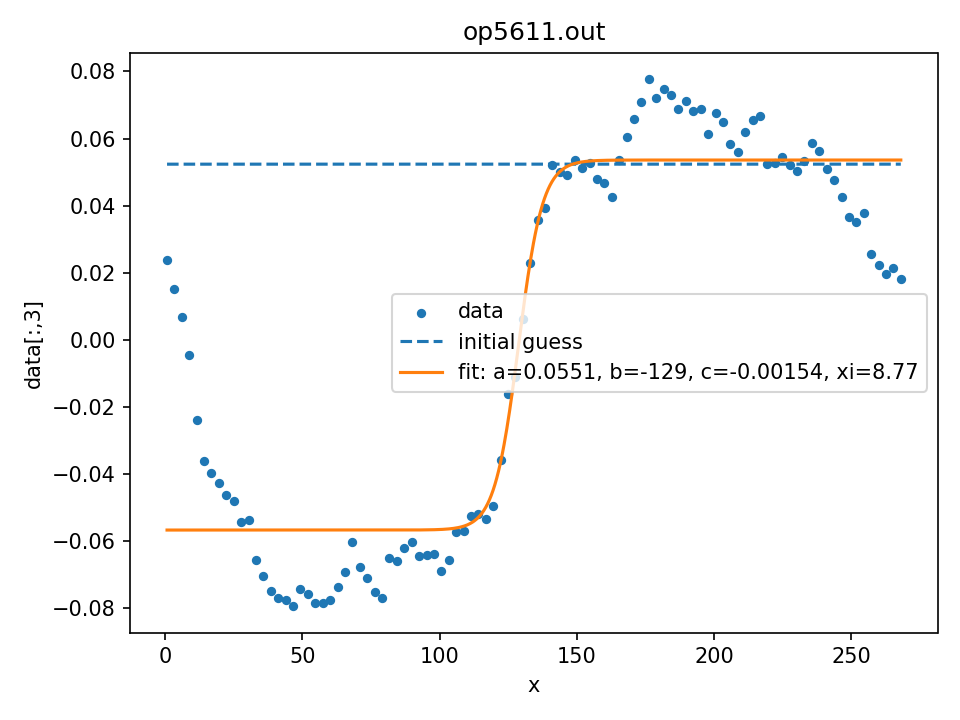 op5611.out
0.08
0.06
0.04
0.02
0.00
−0.02
−0.04
−0.06
−0.08
data[:,3]
data
initial guess
fit: a=0.0551, b=-129, c=-0.00154, xi=8.77
0 50 100 150 200 250
x